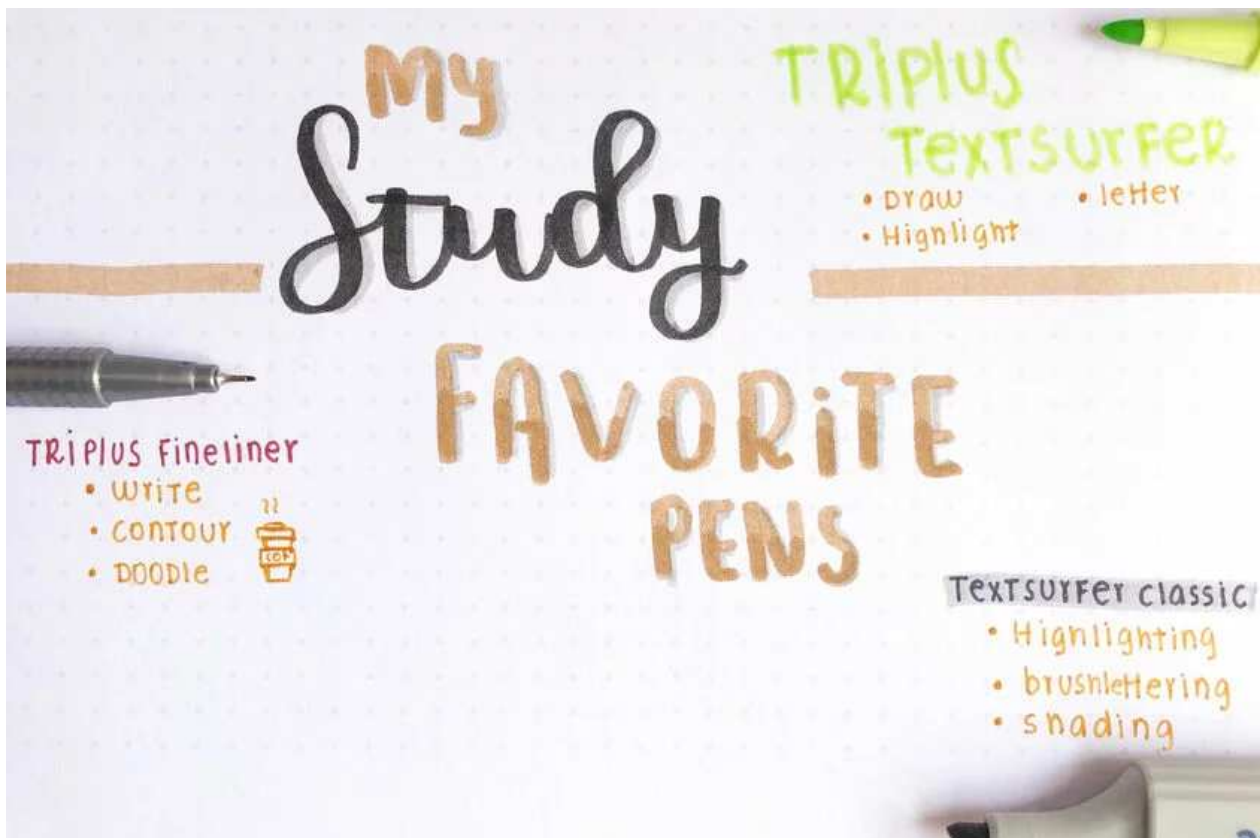 My
Study
FAVORiTE
PENS
TRiPLUS
TEXTSURFER
• Draw
• Highlight
• letter
TRiPLUS Fineliner
• WRiTE
• CONTOUR
• DOODle
TEXTSURFER Classic
• Highlighting
• brushlettering
• shading